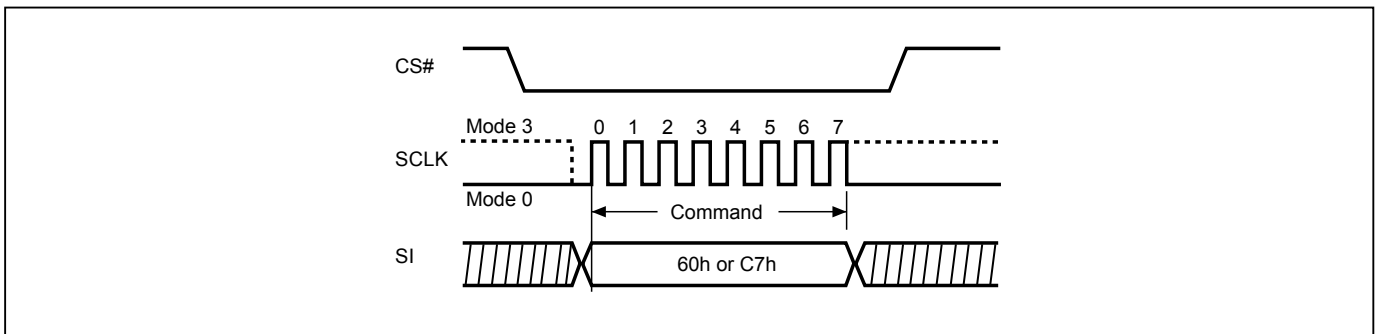 CS#
Mode 3 0 1 2 3 4 5 6 7
SCLK
Mode 0
Command
SI
60h or C7h